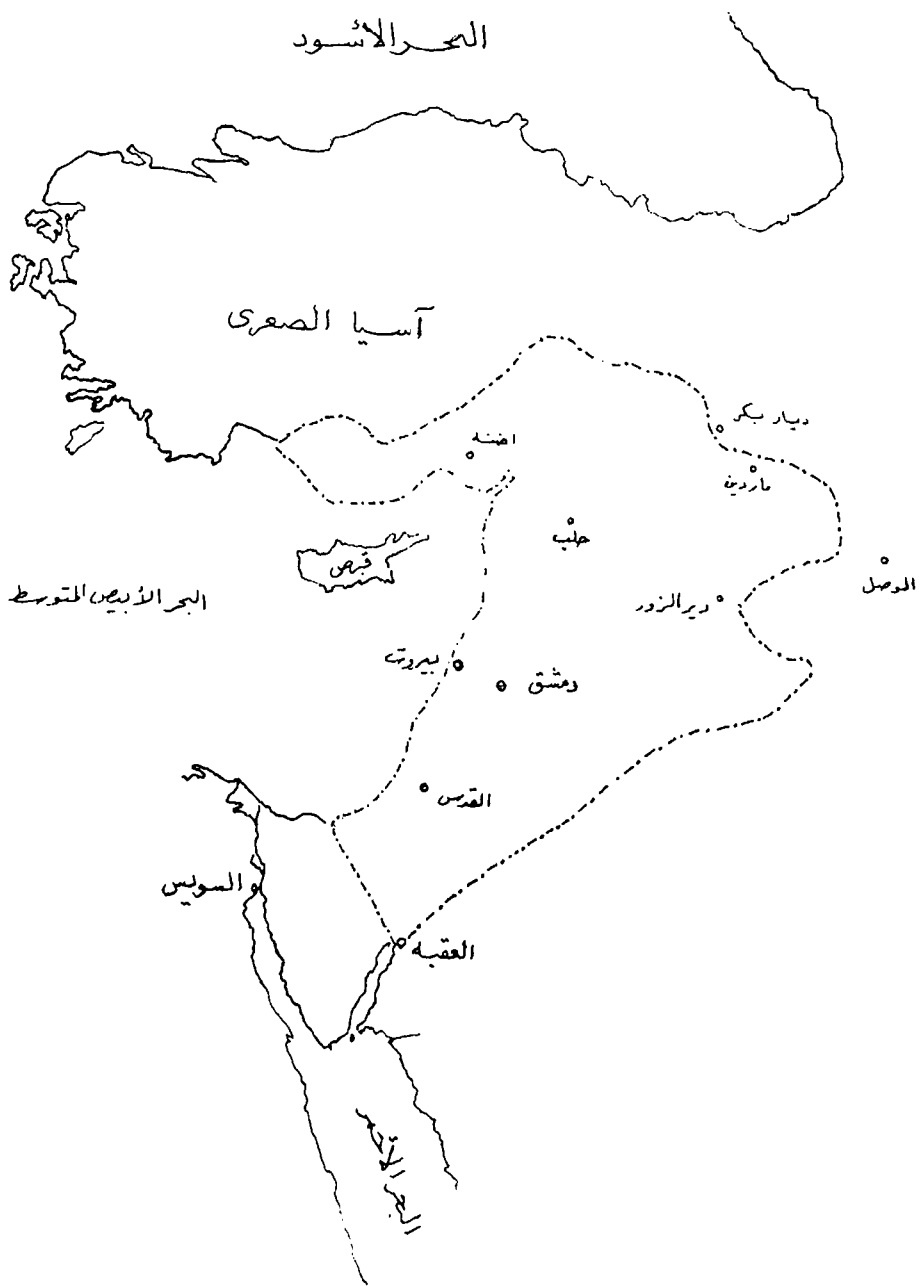 البحر الأسود
آسيا الصغرى
ديار بكر
اضنه
ماردين
حلب
الموصل
قبرص
دير الزور
البحر الأبيض المتوسط
بيروت
دمشق
القدس
السويس
العقبه
البحر الأحمر